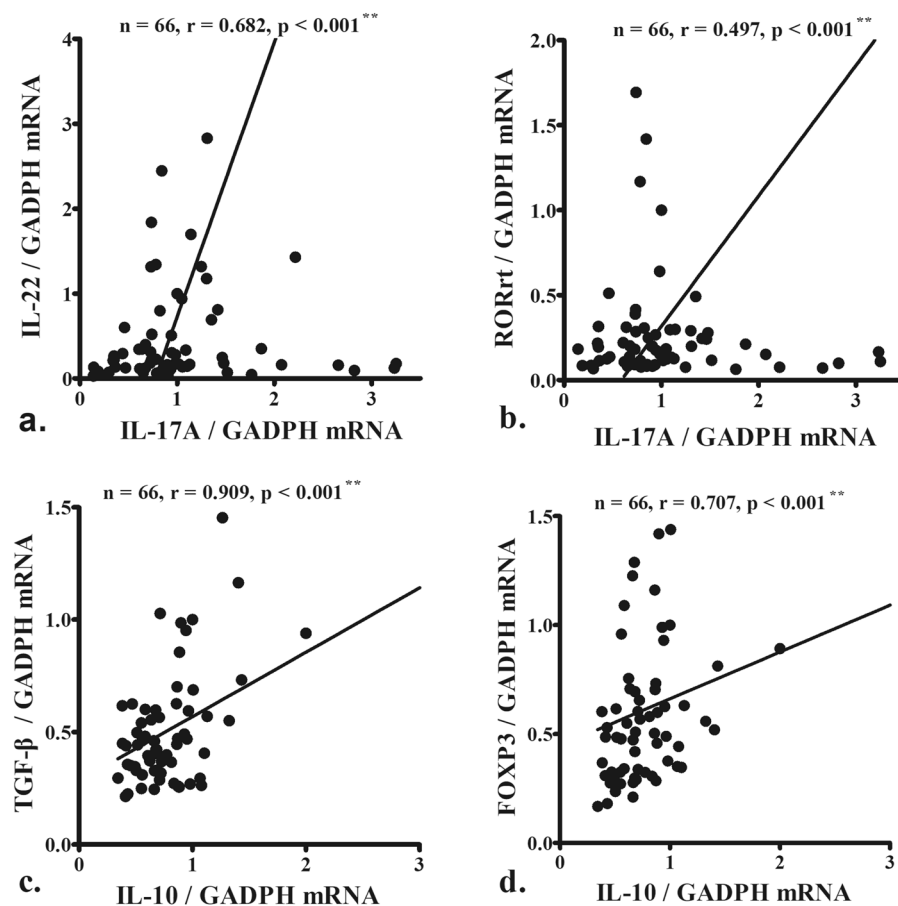 n = 66, r = 0.682, p < 0.001**
4
3
2
1
0
0 1 2 3
IL-22 / GADPH mRNA
IL-17A / GADPH mRNA
a.
n = 66, r = 0.497, p < 0.001**
2.0
1.5
1.0
0.5
0.0
0 1 2 3
RORrt / GADPH mRNA
IL-17A / GADPH mRNA
b.
n = 66, r = 0.909, p < 0.001**
1.5
1.0
0.5
0.0
0 1 2 3
TGF-β / GADPH mRNA
IL-10 / GADPH mRNA
c.
n = 66, r = 0.707, p < 0.001**
1.5
1.0
0.5
0.0
0 1 2 3
FOXP3 / GADPH mRNA
IL-10 / GADPH mRNA
d.